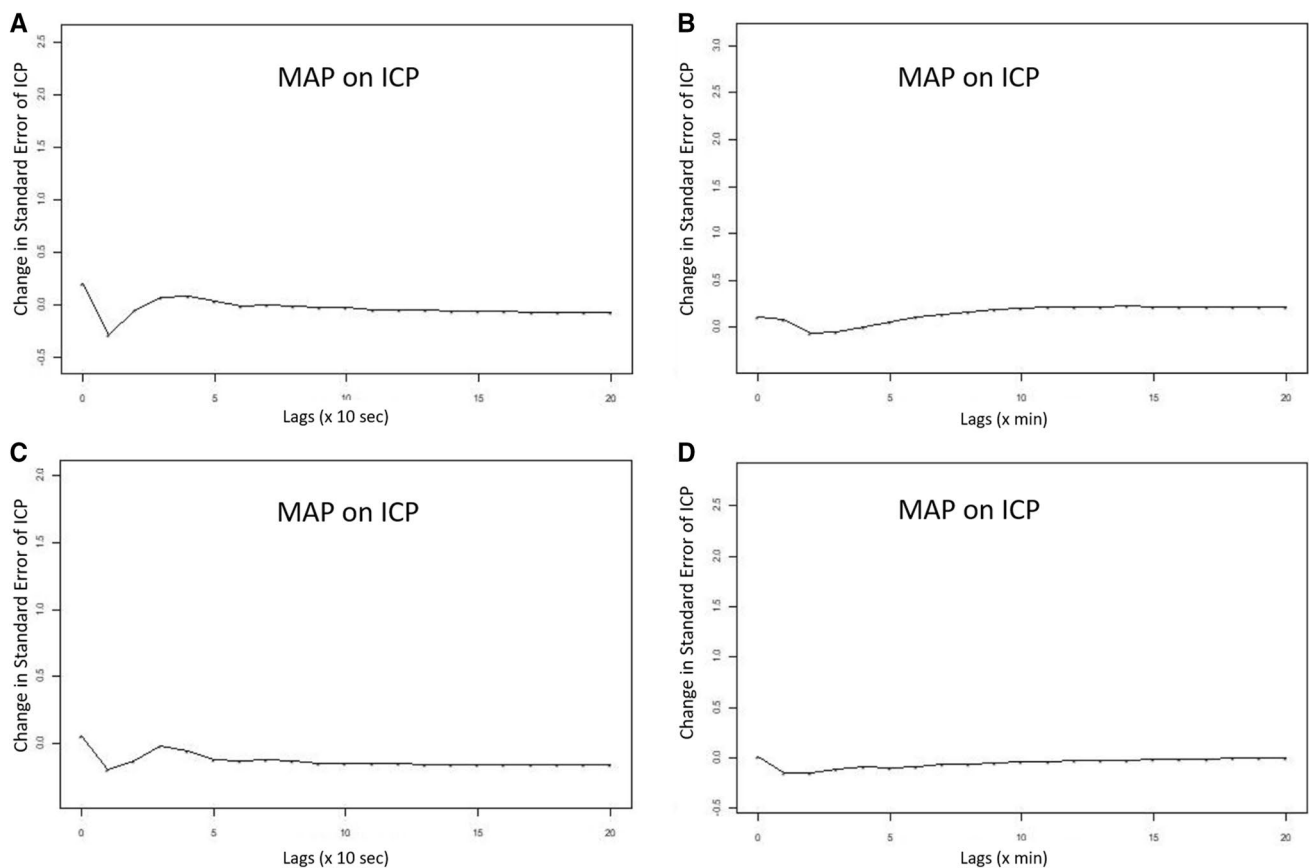 A
Change in Standard Error of ICP
2.5
2.0
1.5
1.0
0.5
0.0
-0.5
MAP on ICP
0 5 10 15 20
Lags (x 10 sec)
B
Change in Standard Error of ICP
3.0
2.5
2.0
1.5
1.0
0.5
0.0
MAP on ICP
0 5 10 15 20
Lags (x min)
C
Change in Standard Error of ICP
2.0
1.5
1.0
0.5
0.0
MAP on ICP
0 5 10 15 20
Lags (x 10 sec)
D
Change in Standard Error of ICP
2.5
2.0
1.5
1.0
0.5
0.0
-0.5
MAP on ICP
0 5 10 15 20
Lags (x min)